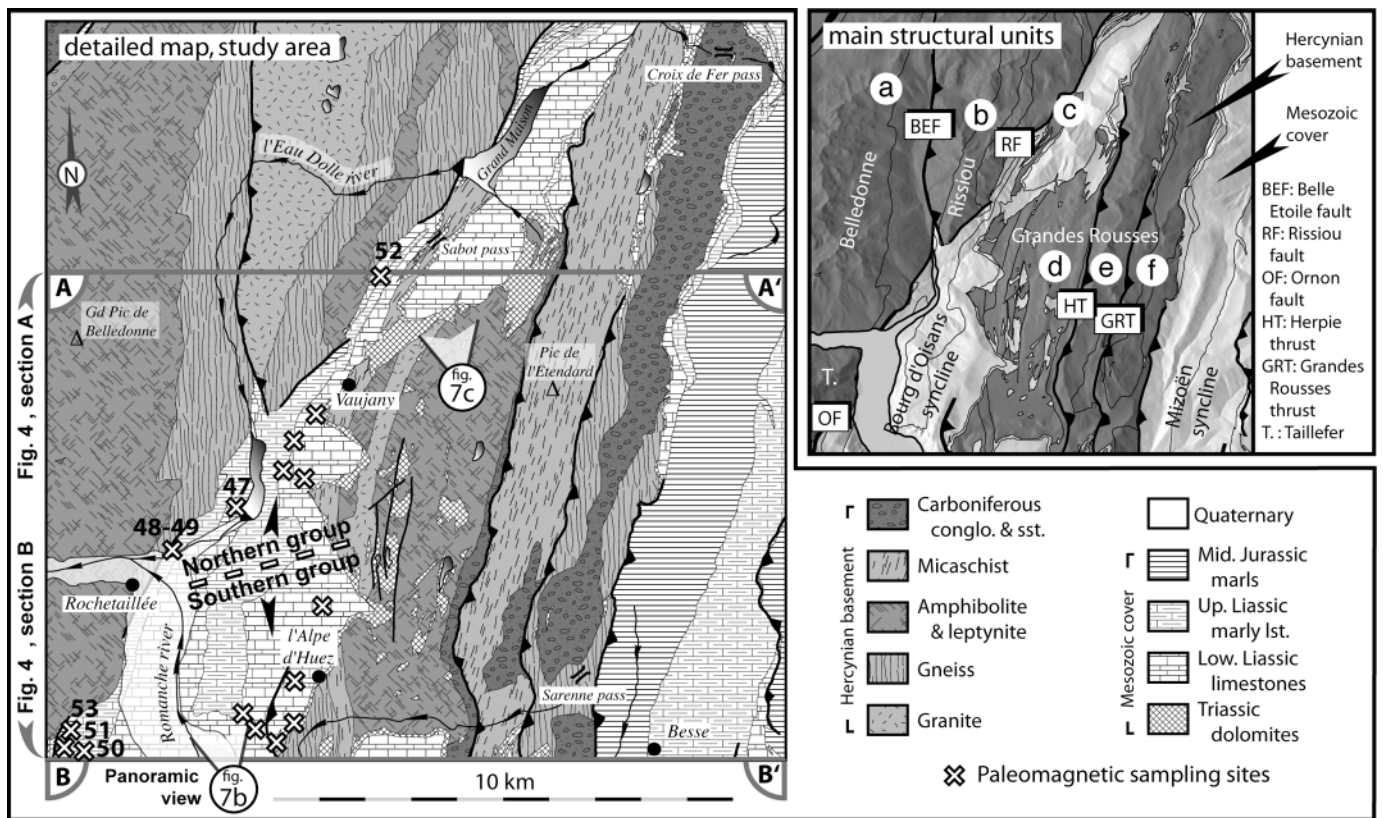 detailed map, study area
Croix de Fer pass
Grand Maison
l'Eau Dolle river
N
52
Sabot pass
A
A'
Gd Pic de
Belledonne
fig.
7c
Pic de
l'Etendard
Vaujany
Fig. 4 , section A
47
48-49
Northern group
Southern group
Rochetaillée
l'Alpe
d'Huez
Fig. 4 , section B
Romanche river
Sarenne pass
53
51
50
Besse
B
Panoramic
view
fig.
7b
10 km
B'
main structural units
a
BEF
b
RF
c
Belledonne
Rissiou
Grandes Rousses
d
e
f
HT
GRT
T.
OF
Bourg d'Oisans
syncline
Mizoën
syncline
Hercynian
basement
Mesozoic
cover
BEF: Belle
Etoile fault
RF: Rissiou
fault
OF: Ornon
fault
HT: Herpie
thrust
GRT: Grandes
Rousses
thrust
T. : Taillefer
Hercynian basement
Carboniferous
conglo. & sst.
Micaschist
Amphibolite
& leptynite
Gneiss
Granite
Quaternary
Mesozoic cover
Mid. Jurassic
marls
Up. Liassic
marly lst.
Low. Liassic
limestones
Triassic
dolomites
Paleomagnetic sampling sites